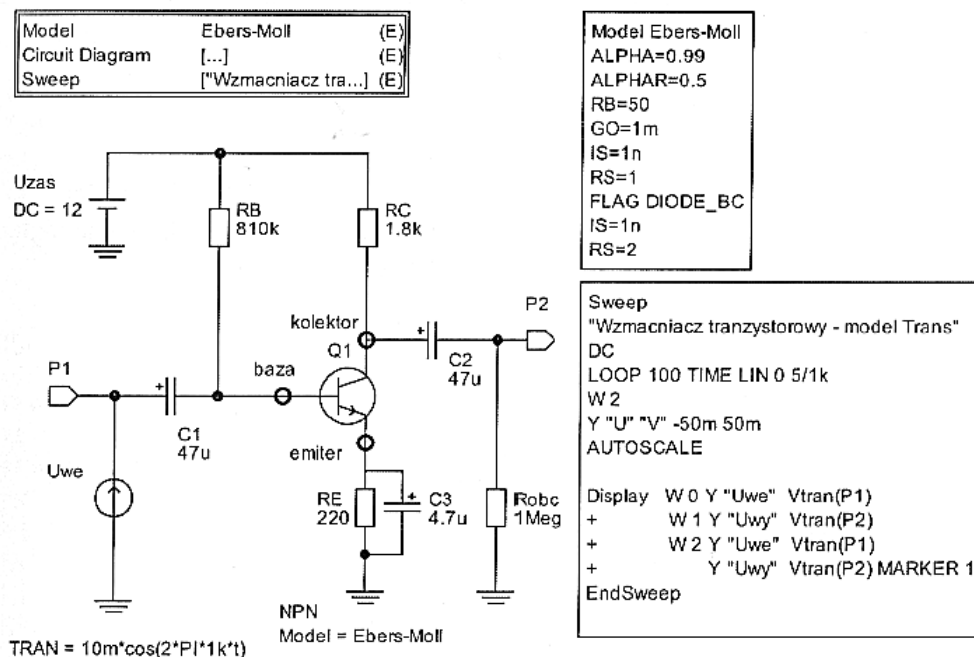 Model Ebers-Moll (E)
Circuit Diagram [...] (E)
Sweep ["Wzmacniacz tra...] (E)
Model Ebers-Moll
ALPHA=0.99
ALPHAR=0.5
RB=50
GO=1m
IS=1n
RS=1
FLAG DIODE_BC
IS=1n
RS=2
Uzas
DC = 12
RB
810k
RC
1.8k
kolektor
Q1
baza
emiter
P1
C1
47u
Uwe
C2
47u
P2
RE
220
C3
4.7u
Robc
1Meg
NPN
Model = Ebers-Moll
TRAN = 10m*cos(2*PI*1k*t)
Sweep
"Wzmacniacz tranzystorowy - model Trans"
DC
LOOP 100 TIME LIN 0 5/1k
W 2
Y "U" "V" -50m 50m
AUTOSCALE
Display W 0 Y "Uwe" Vtran(P1)
+ W 1 Y "Uwy" Vtran(P2)
+ W 2 Y "Uwe" Vtran(P1)
+ Y "Uwy" Vtran(P2) MARKER 1
EndSweep